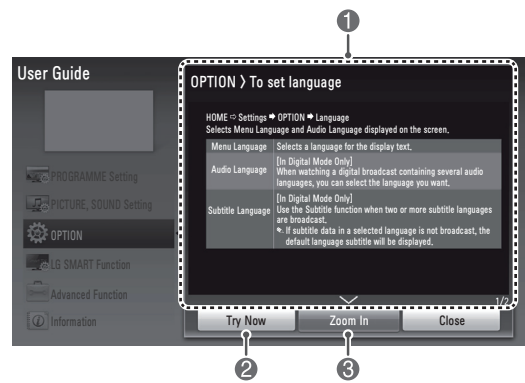 1
User Guide
OPTION > To set language
HOME ⇨ Settings ➡ OPTION ➡ Language
Selects Menu Language and Audio Language displayed on the screen.
Menu Language Selects a language for the display text.
Audio Language [In Digital Mode Only]
When watching a digital broadcast containing several audio
languages, you can select the language you want.
Subtitle Language [In Digital Mode Only]
Use the Subtitle function when two or more subtitle languages
are broadcast.
If subtitle data in a selected language is not broadcast, the
default language subtitle will be displayed.
PROGRAMME Setting
PICTURE, SOUND Setting
OPTION
LG SMART Function
Advanced Function
Information
1/2
Try Now Zoom In Close
2 3